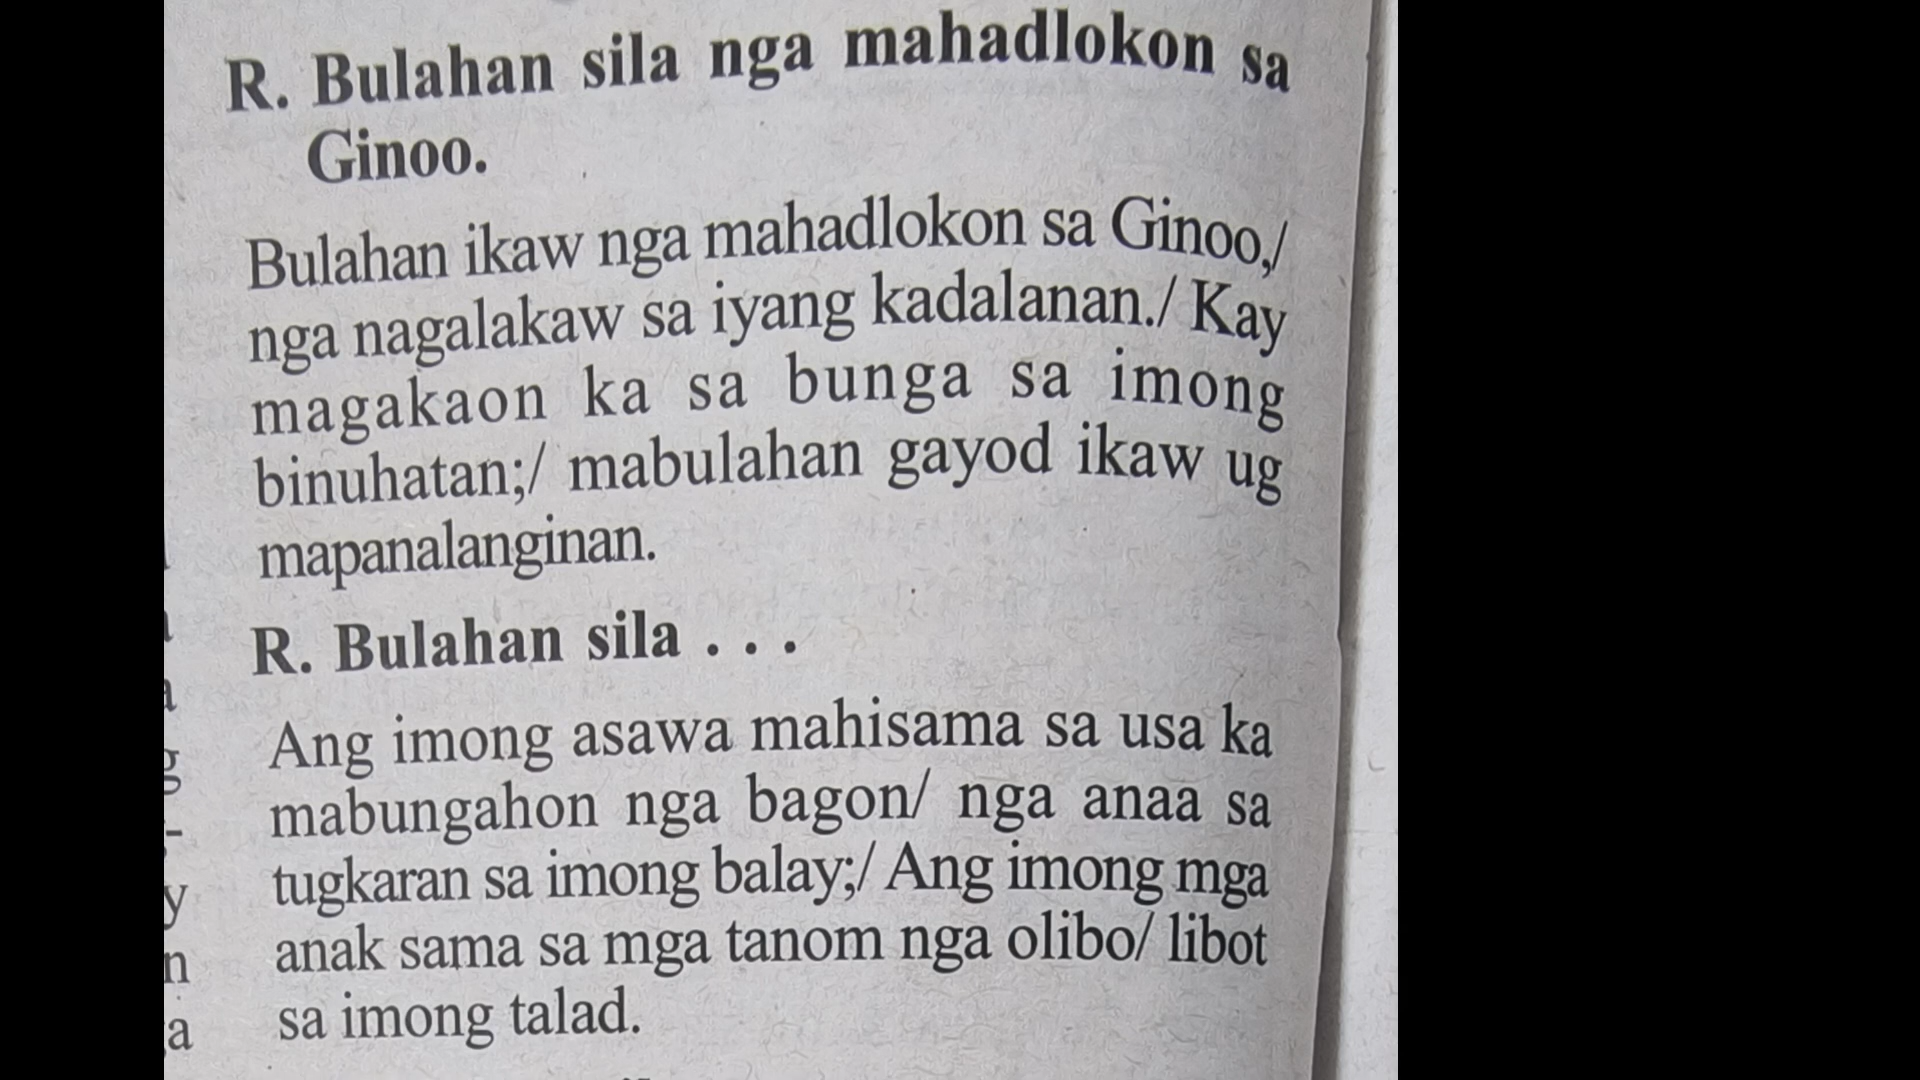 R. Bulahan sila nga mahadlokon sa
Ginoo.
Bulahan ikaw nga mahadlokon sa Ginoo,/
nga nagalakaw sa iyang kadalanan./ Kay
magakaon ka sa bunga sa imong
binuhatan;/ mabulahan gayod ikaw ug
mapanalanginan.
R. Bulahan sila . . .
Ang imong asawa mahisama sa usa ka
mabungahon nga bagon/ nga anaa sa
tugkaran sa imong balay;/ Ang imong mga
anak sama sa mga tanom nga olibo/ libot
sa imong talad.